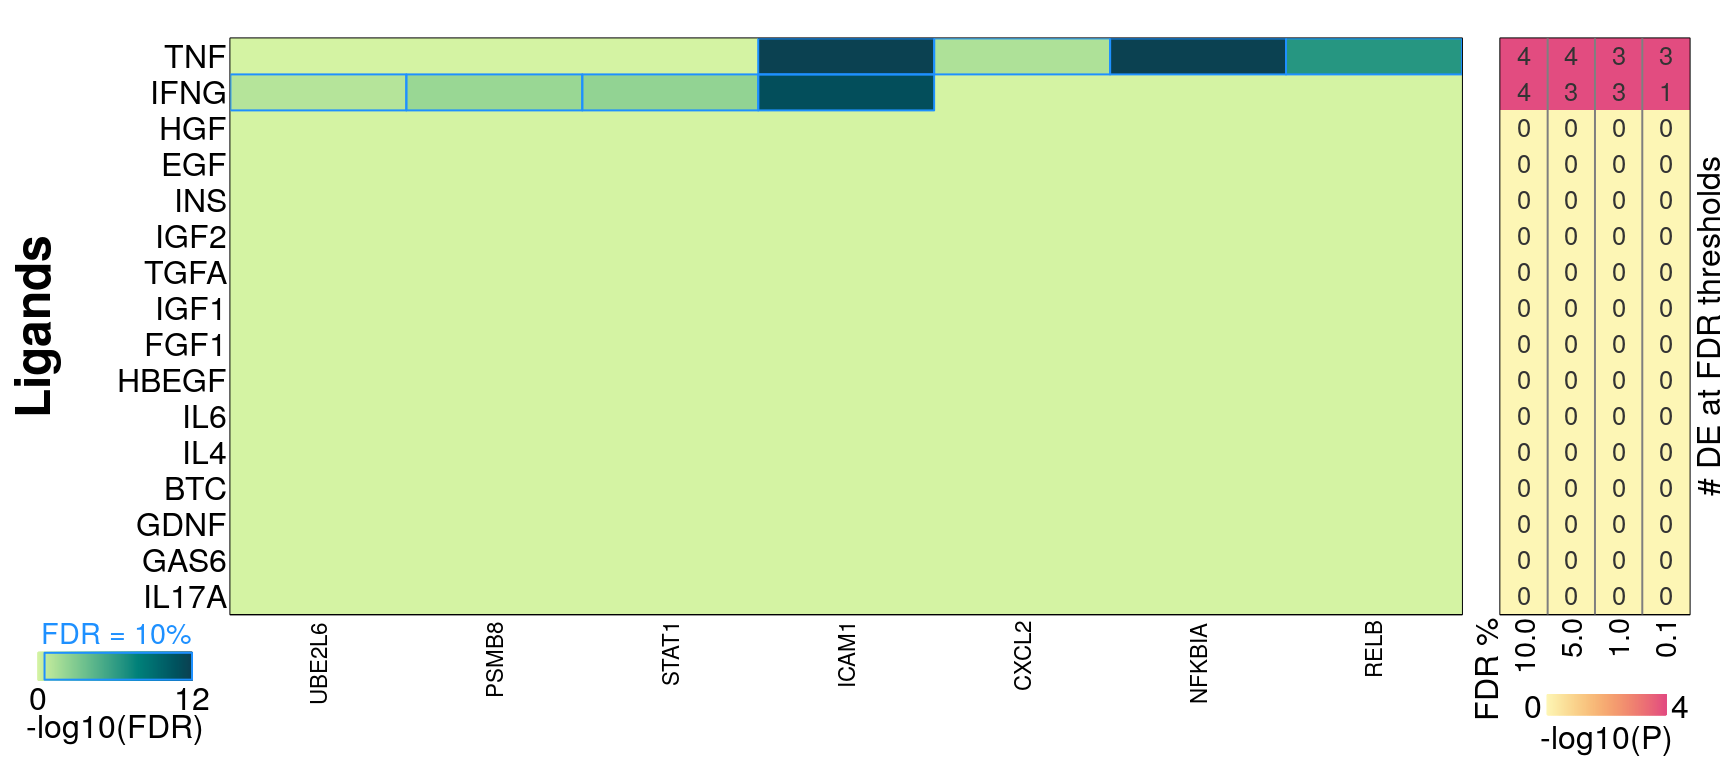 Ligands
TNF 4 4 3 3
IFNG 4 3 3 1
HGF 0 0 0 0
EGF 0 0 0 0
INS 0 0 0 0
IGF2 0 0 0 0
TGFA 0 0 0 0
IGF1 0 0 0 0
FGF1 0 0 0 0
HBEGF 0 0 0 0
IL6 0 0 0 0
IL4 0 0 0 0
BTC 0 0 0 0
GDNF 0 0 0 0
GAS6 0 0 0 0
IL17A 0 0 0 0
# DE at FDR thresholds
UBE2L6
PSMB8
STAT1
ICAM1
CXCL2
NFKBIA
RELB
FDR %
10.0
5.0
1.0
0.1
FDR = 10%
0 12
-log10(FDR)
0 4
-log10(P)